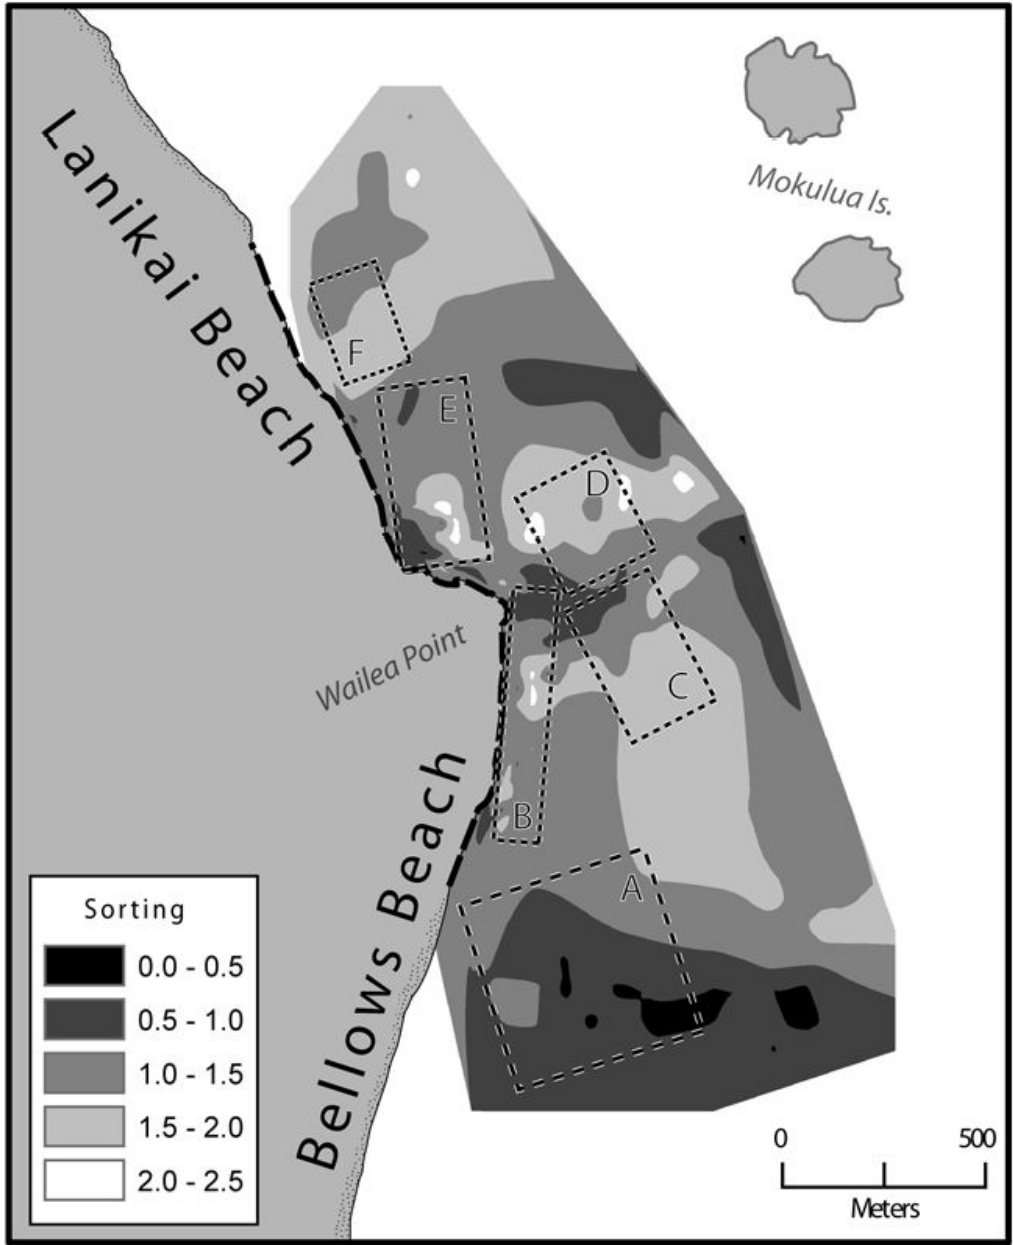 Lanikai Beach
Mokulua Is.
F
E
D
Wailea Point
C
B
A
Bellows Beach
Sorting
0.0 - 0.5
0.5 - 1.0
1.0 - 1.5
1.5 - 2.0
2.0 - 2.5
0 500
Meters